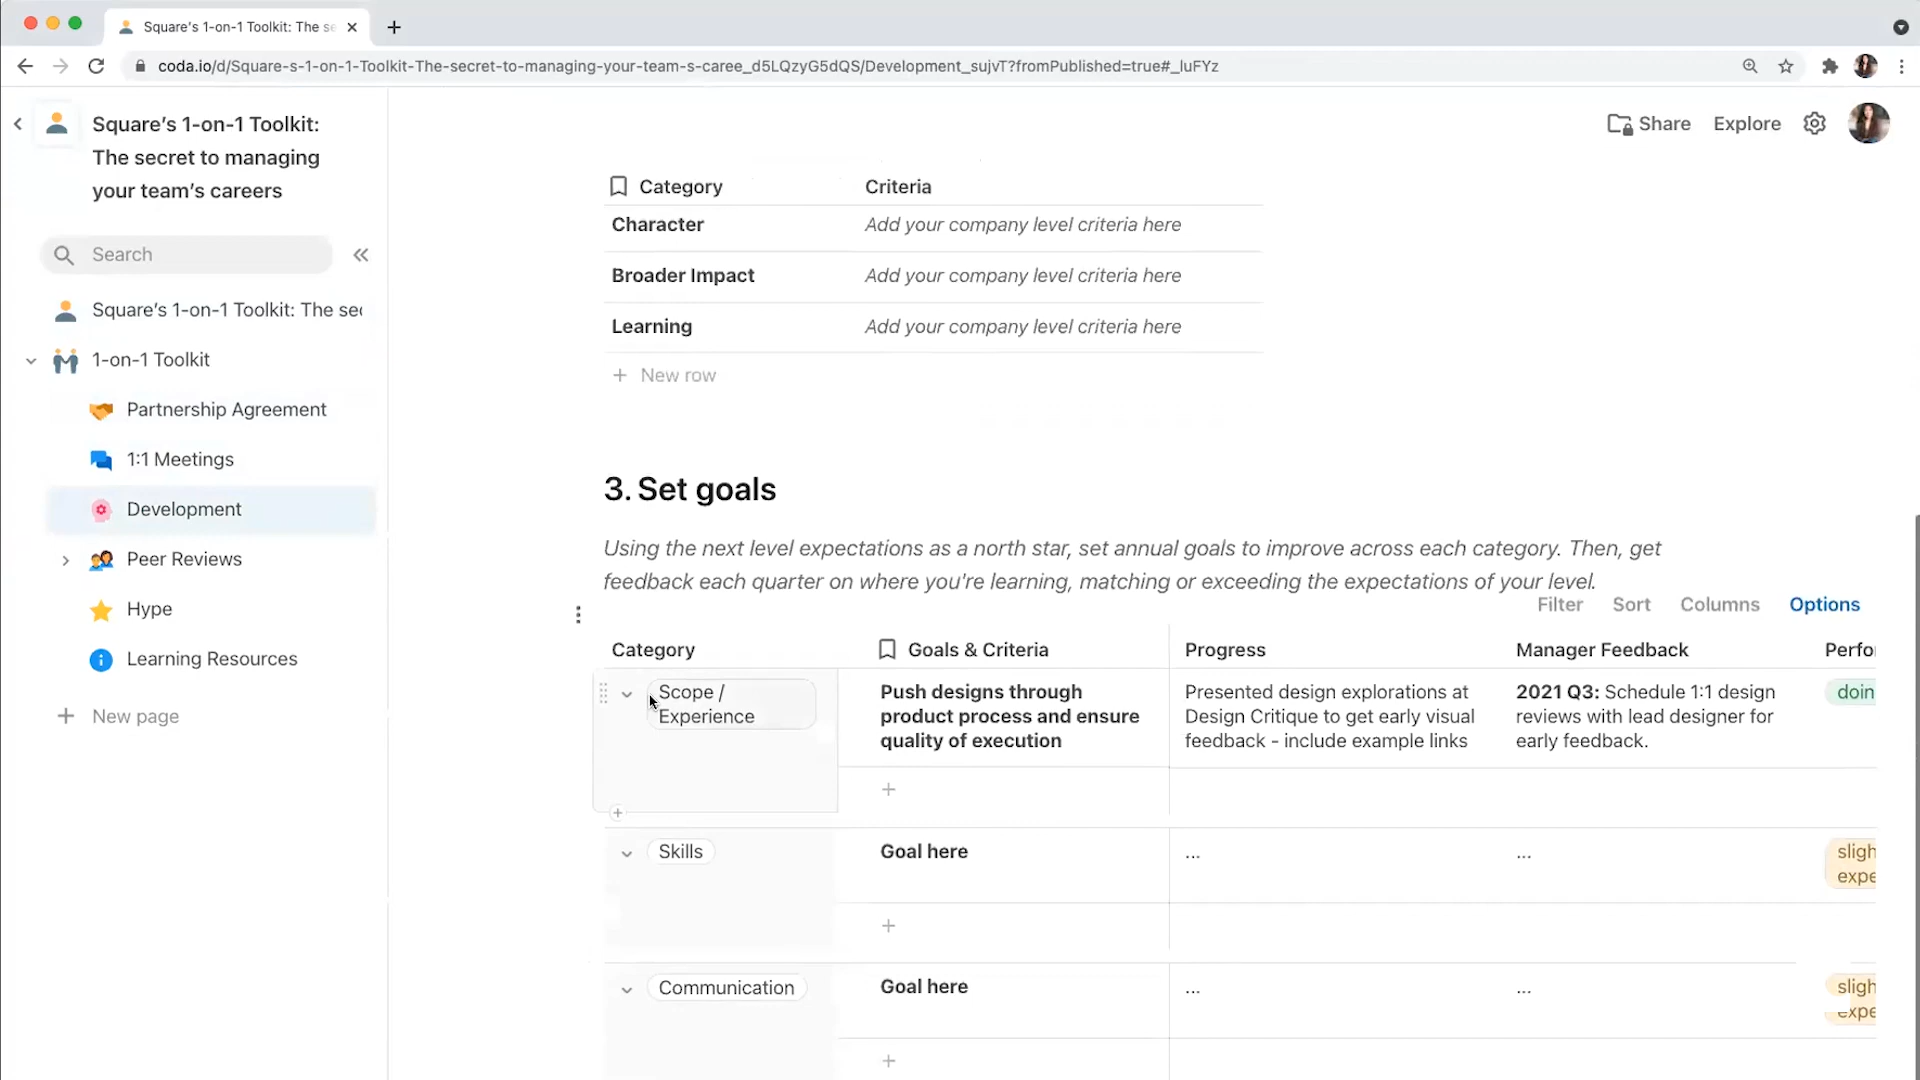 Square's 1-on-1 Toolkit: The se
coda.io/d/Square-s-1-on-1-Toolkit-The-secret-to-managing-your-team-s-caree_d5LQzyG5dQS/Development_sujvT?fromPublished=true#_luFYz
Square's 1-on-1 Toolkit:
The secret to managing
your team's careers
Share
Explore
Search
Square's 1-on-1 Toolkit: The sec
1-on-1 Toolkit
Partnership Agreement
1:1 Meetings
Development
Peer Reviews
Hype
Learning Resources
New page
Category Criteria
Character Add your company level criteria here
Broader Impact Add your company level criteria here
Learning Add your company level criteria here
New row
3. Set goals
Using the next level expectations as a north star, set annual goals to improve across each category. Then, get
feedback each quarter on where you're learning, matching or exceeding the expectations of your level.
Filter Sort Columns Options
Category Goals & Criteria Progress Manager Feedback Perfo
Scope / Push designs through Presented design explorations at 2021 Q3: Schedule 1:1 design doin
Experience product process and ensure Design Critique to get early visual reviews with lead designer for
quality of execution feedback - include example links early feedback.
Skills Goal here ... ... sligh
expe
Communication Goal here ... ... sligh
expe